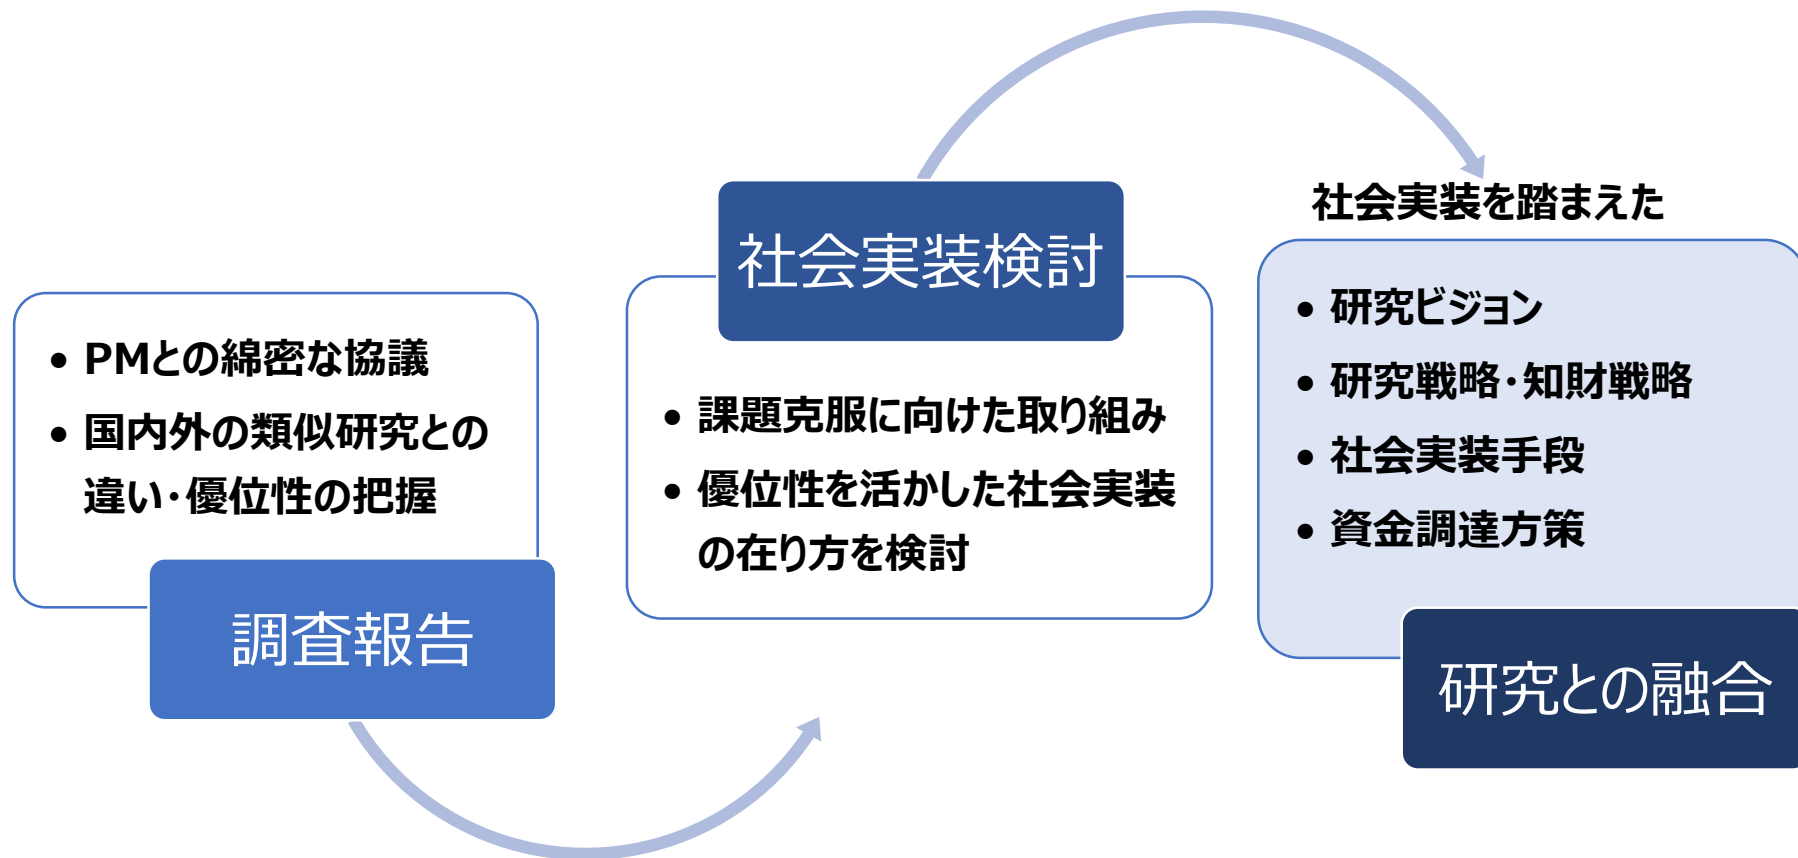 • PMとの綿密な協議
• 国内外の類似研究との
違い･優位性の把握
調査報告
社会実装検討
• 課題克服に向けた取り組み
• 優位性を活かした社会実装
の在り方を検討
社会実装を踏まえた
• 研究ビジョン
• 研究戦略･知財戦略
• 社会実装手段
• 資金調達方策
研究との融合